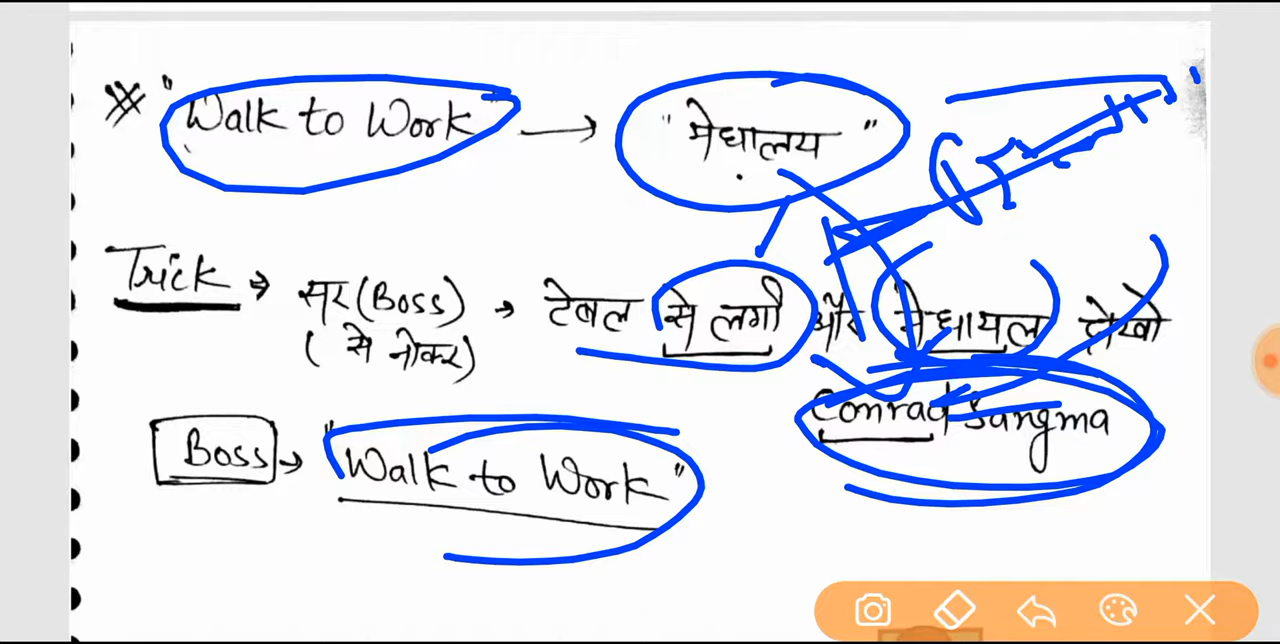 "Walk to Work" → "मेघालय"
Trick → सर (Boss) → टेबल से लगी और मेघायल देखो
(से नोकर)
Conrad Sangma
Boss → "Walk to Work"